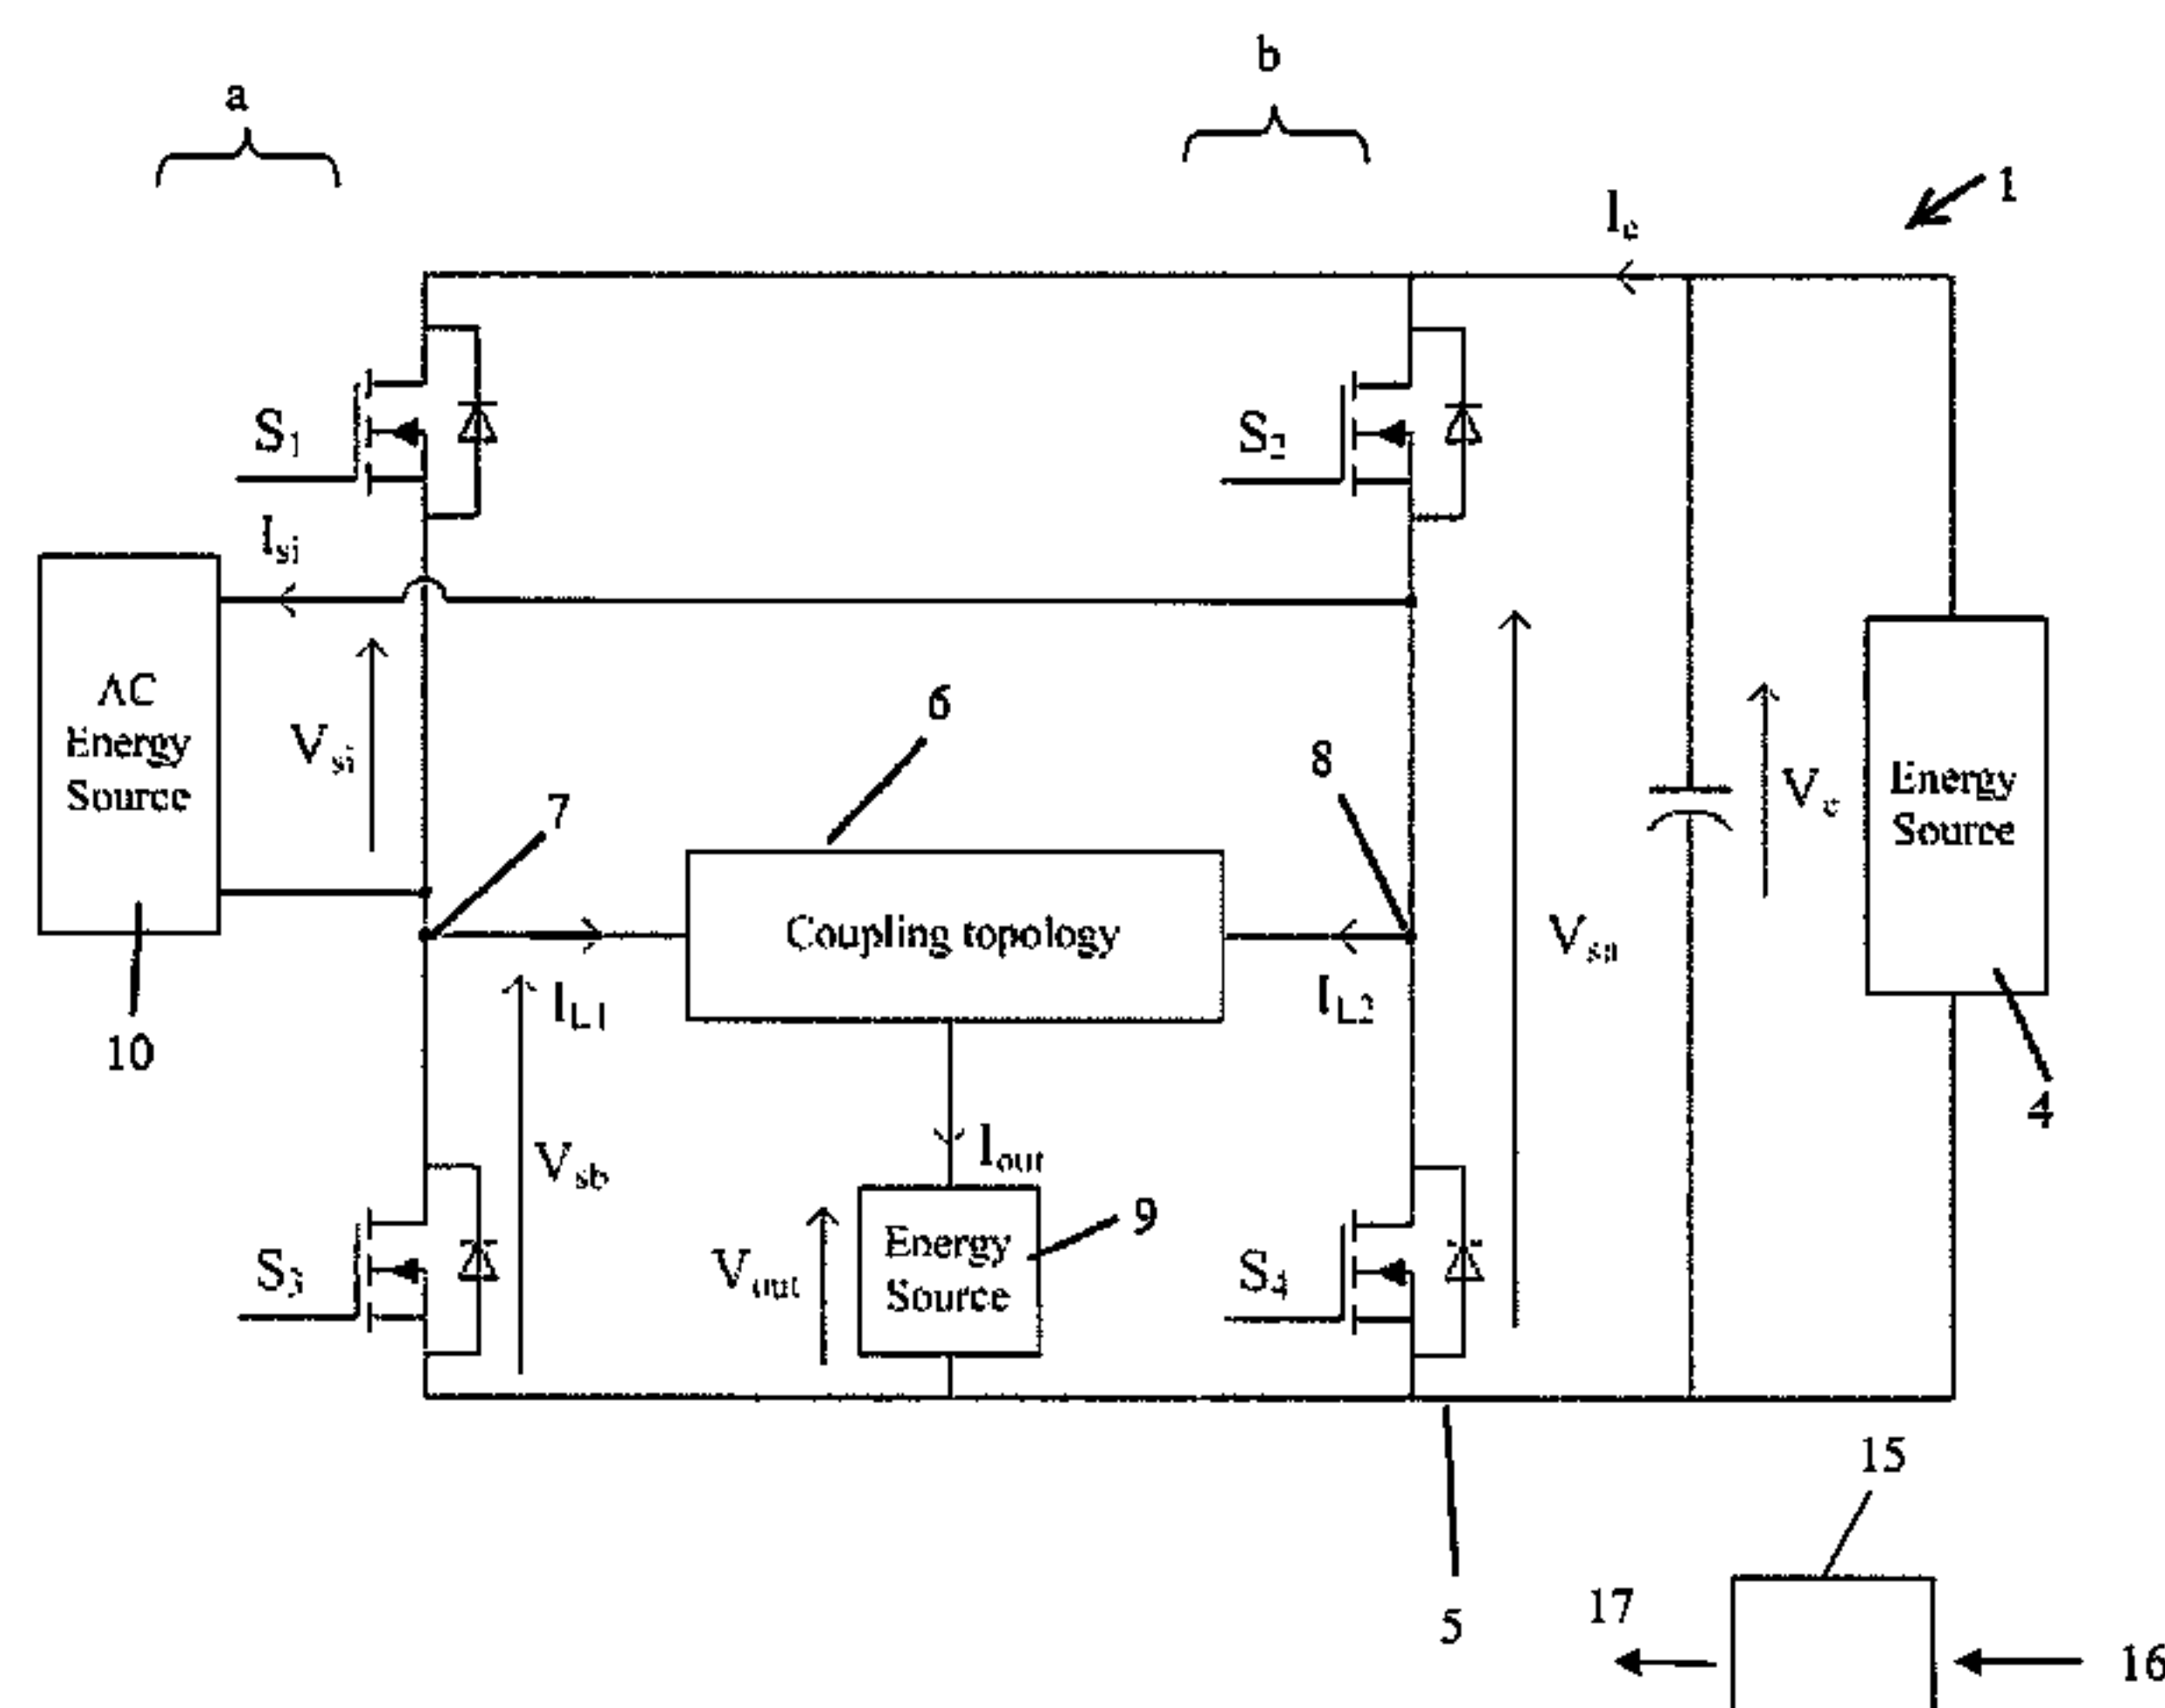 b
a
1
Ie
S1
S2
Isi
AC
Energy
Source
Vsi
6
8
7
Energy
Source
Vc
Coupling topology
Vsa
IL1
IL2
10
4
Vsb
Iout
9
Energy
Source
Vout
S3
S4
15
17
5
16